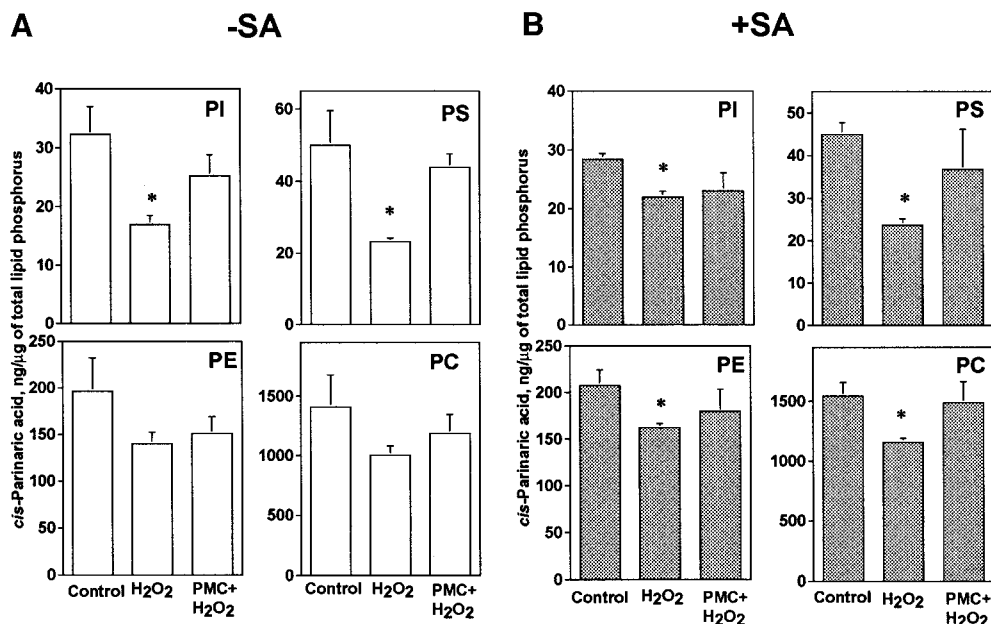 A -SA
B +SA
cis-Parinaric acid, ng/µg of total lipid phosphorus
40
30
20
10
0
PI
*
60
40
20
0
PS
*
250
200
150
100
50
0
PE
1500
1000
500
0
PC
Control H2O2 PMC+
H2O2
Control H2O2 PMC+
H2O2
cis-Parinaric acid, ng/µg of total lipid phosphorus
40
30
20
10
0
PI
*
50
40
30
20
10
0
PS
*
250
200
150
100
50
0
PE
*
1500
1000
500
0
PC
*
Control H2O2 PMC+
H2O2
Control H2O2 PMC+
H2O2